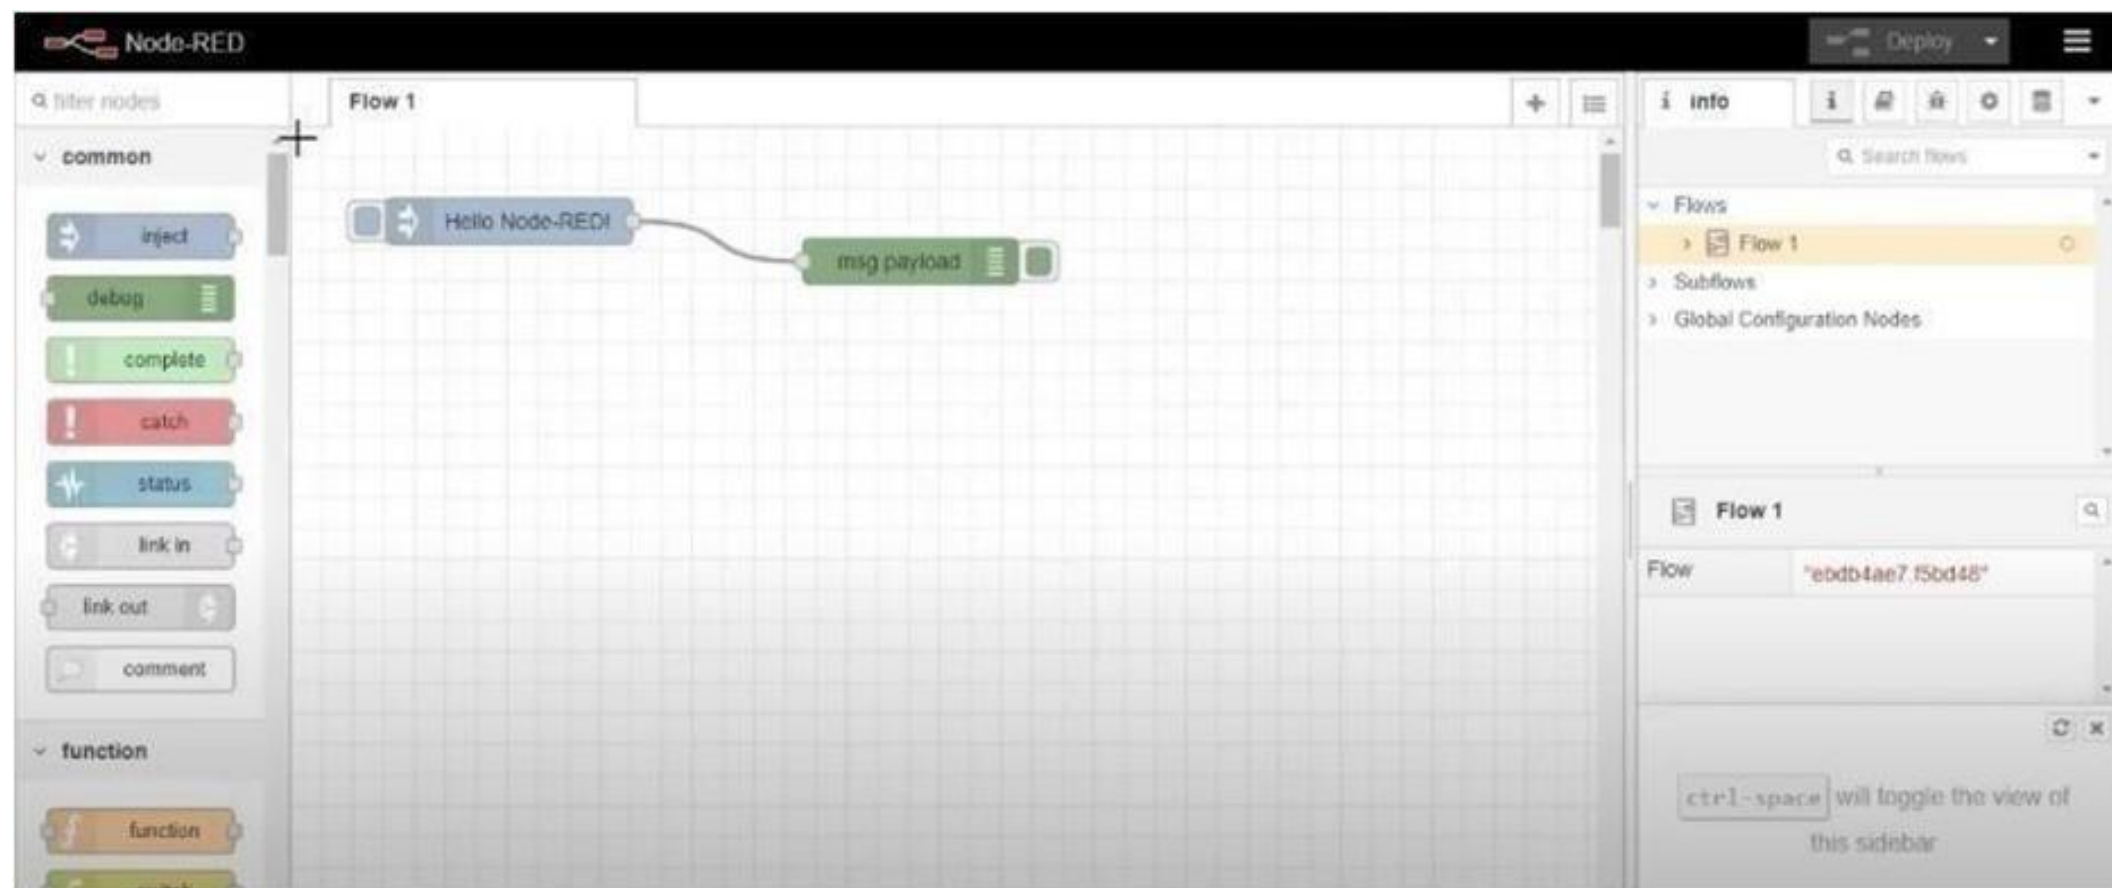 Node-RED
Deploy
filter nodes
Flow 1
info
common
Search flows
Flows
Flow 1
Subflows
Global Configuration Nodes
inject
debug
complete
catch
status
link in
link out
comment
function
function
switch
Hello Node-RED!
msg.payload
Flow 1
Flow
"ebdb4ae7.f5bd48"
ctrl-space will toggle the view of
this sidebar